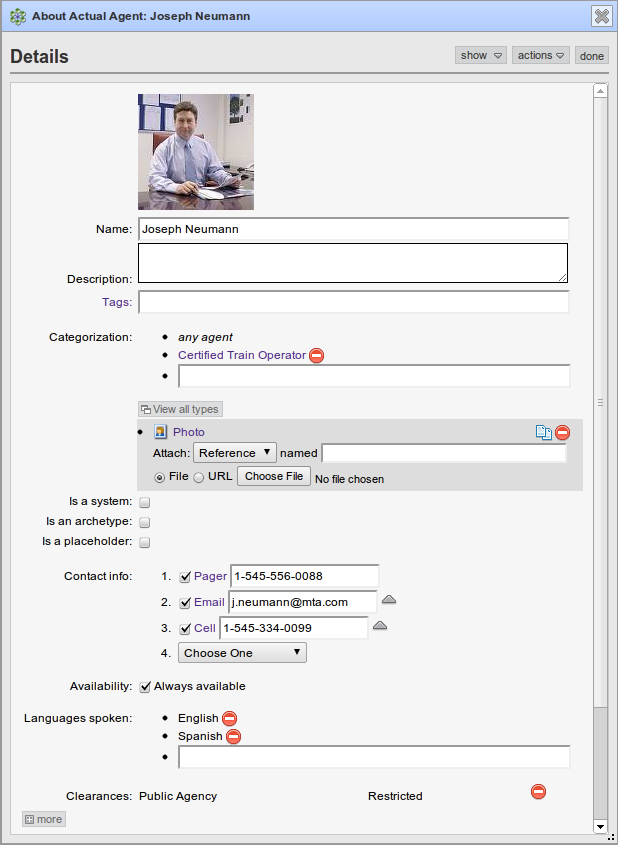 About Actual Agent: Joseph Neumann
Details
show
actions
done
Name: Joseph Neumann
Description:
Tags:
Categorization:
any agent
Certified Train Operator
View all types
Photo
Attach: Reference named
File URL Choose File No file chosen
Is a system:
Is an archetype:
Is a placeholder:
Contact info: 1. Pager 1-545-556-0088
2. Email j.neumann@mta.com
3. Cell 1-545-334-0099
4. Choose One
Availability: Always available
Languages spoken: English
Spanish
Clearances: Public Agency Restricted
more